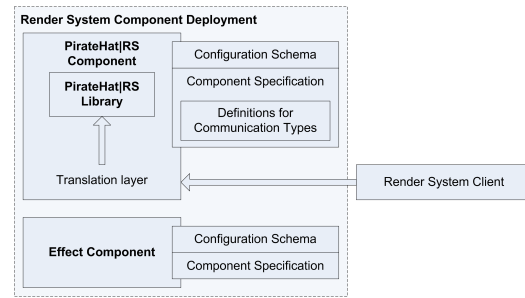 Render System Component Deployment
PirateHat|RS
Component
PirateHat|RS
Library
Translation layer
Configuration Schema
Component Specification
Definitions for
Communication Types
Render System Client
Effect Component
Configuration Schema
Component Specification